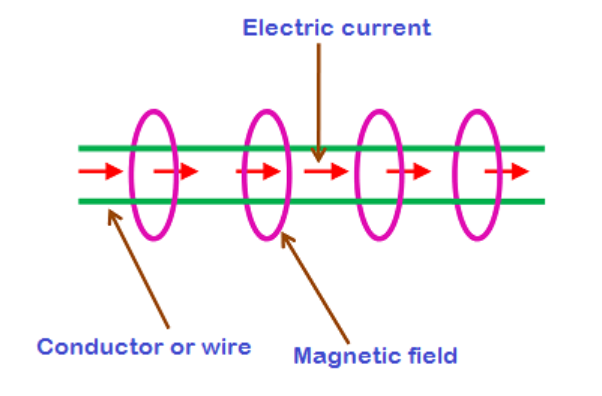 Electric current
Conductor or wire
Magnetic field